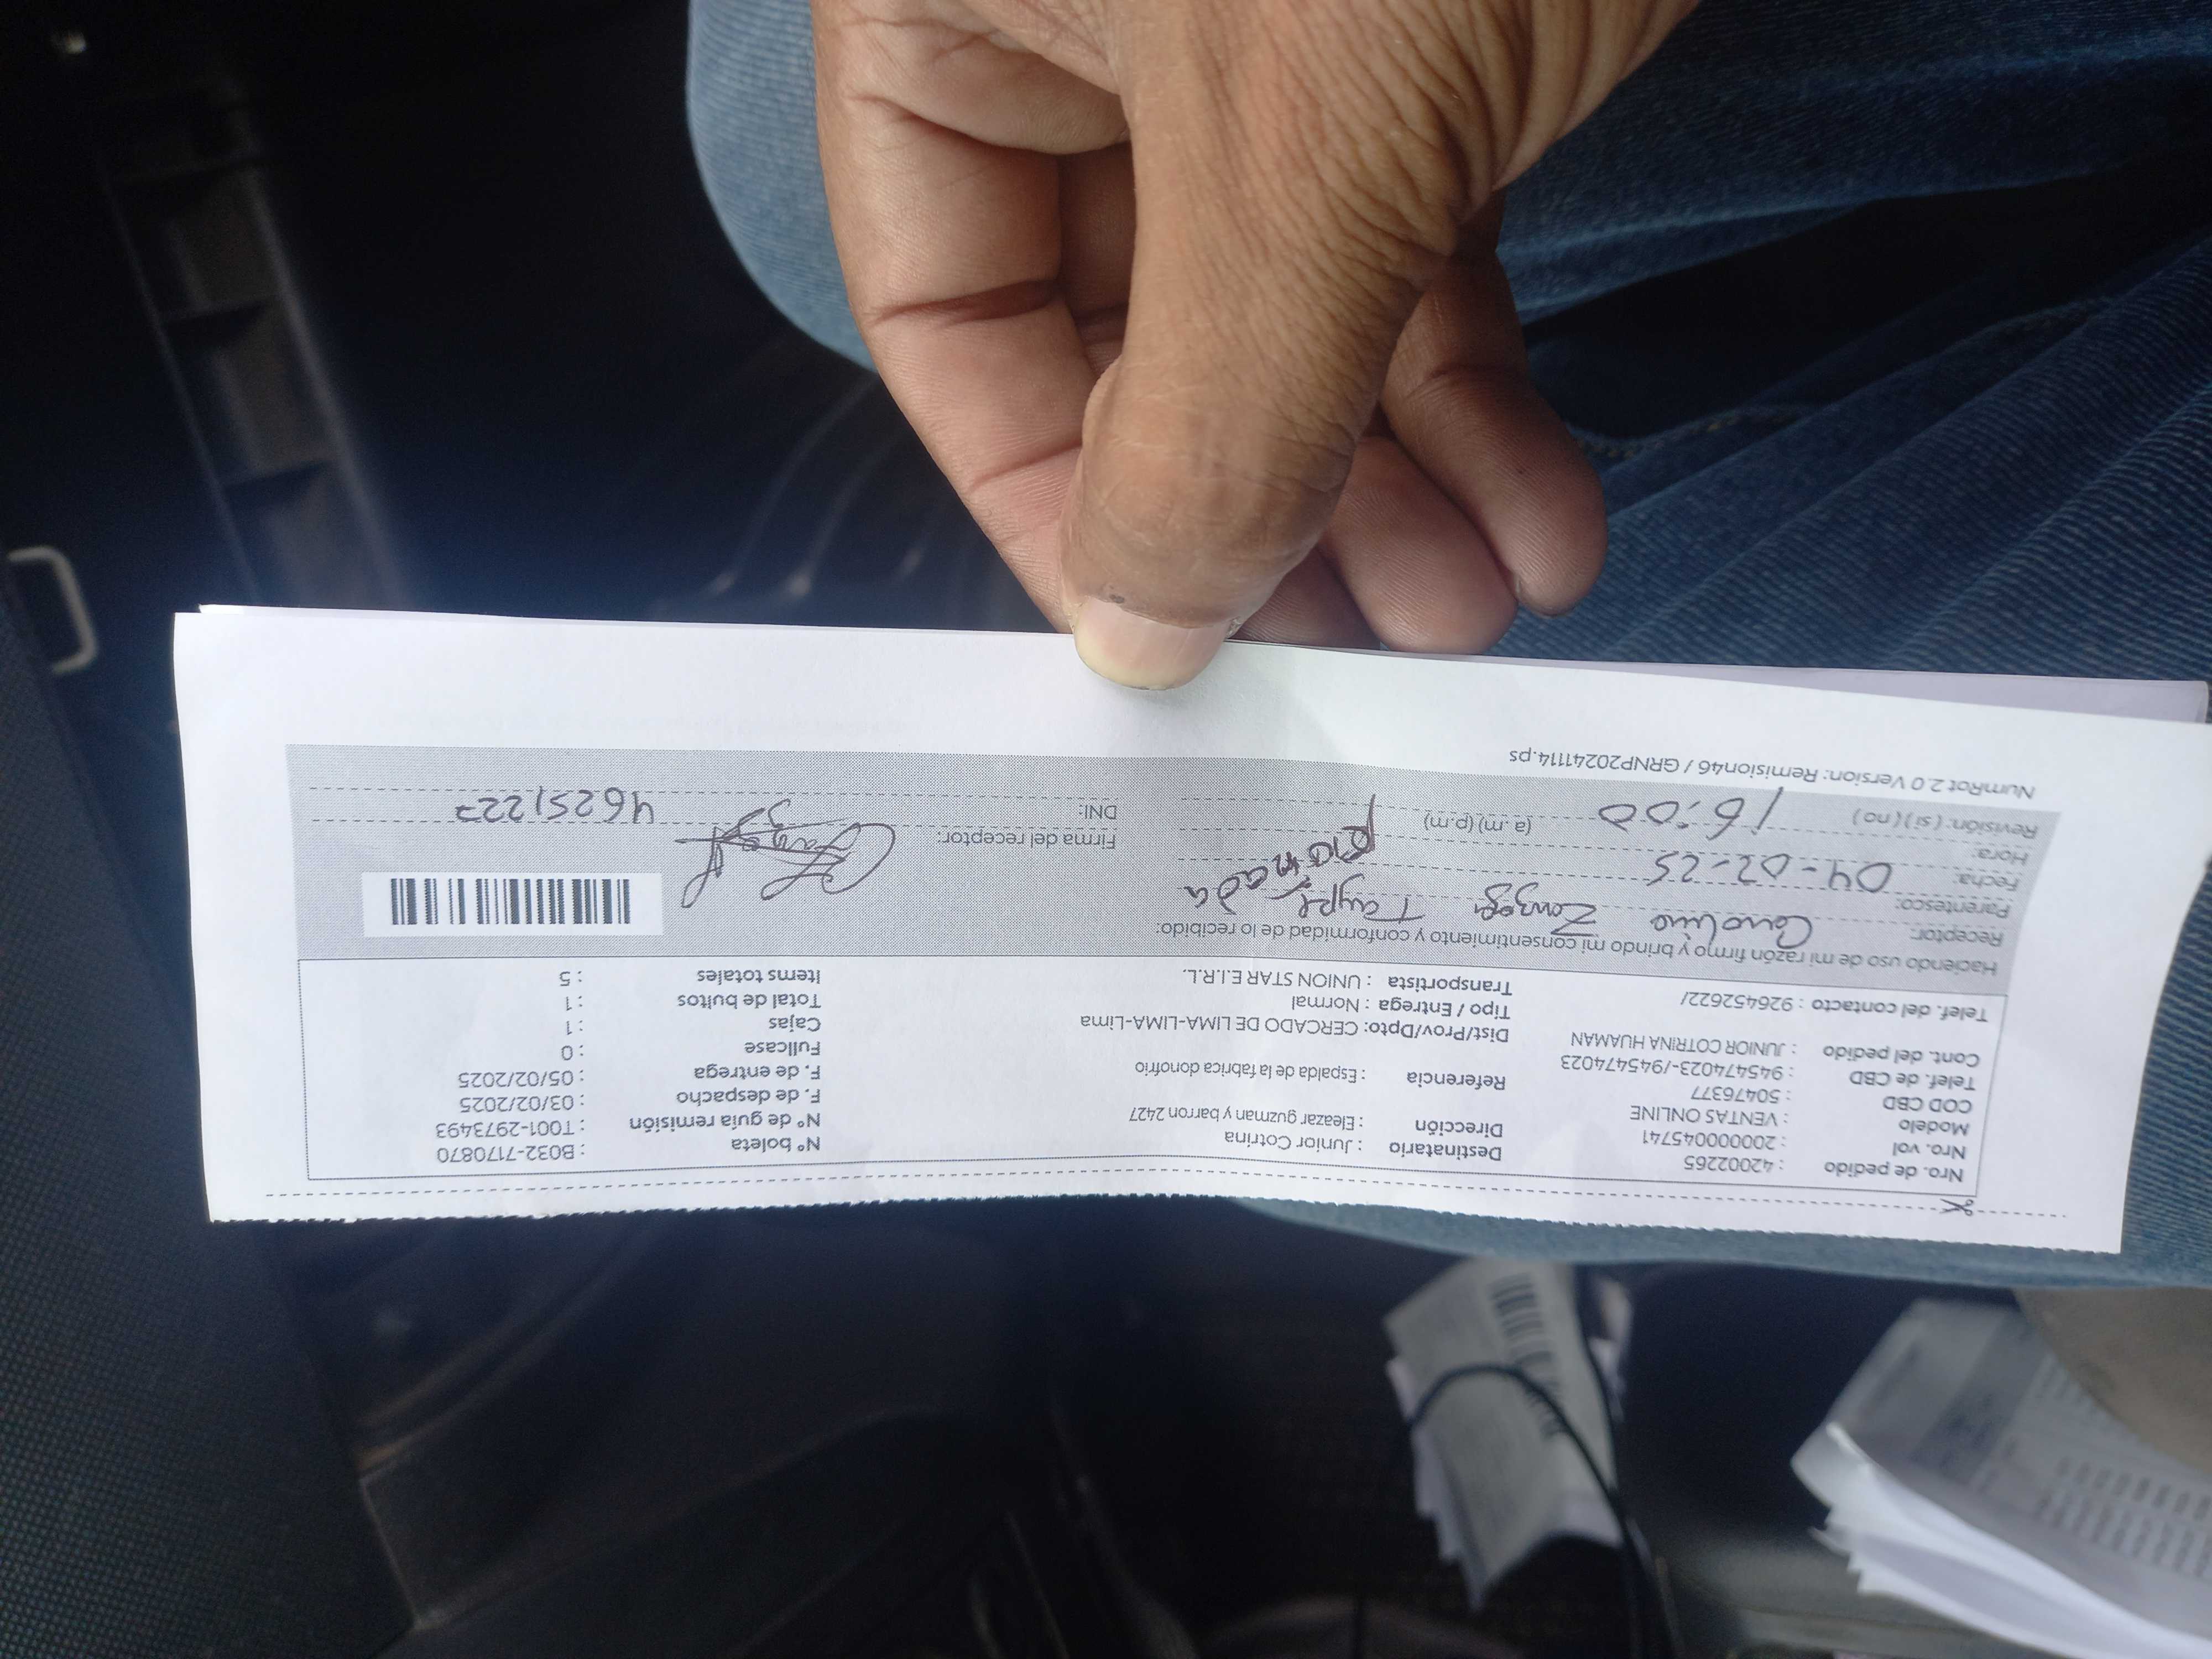 Nro. de pedido : 42002265
Nro. vol : 200000045741
Modelo : VENTAS ONLINE
COD CBD : 50476377
Telef. de CBD : 945474023-/945474023
Cont. del pedido : JUNIOR COTRINA HUAMAN
Telef. del contacto : 926452622/
Destinatario : Junior Cotrina
Dirección : Eleazar guzman y barron 2427
Referencia : Espalda de la fabrica donofrio
Dist/Prov/Dpto: CERCADO DE LIMA-LIMA-Lima
Tipo / Entrega : Normal
Transportista : UNION STAR E.I.R.L.
N° boleta : B032-7170870
N° de guía remisión : T001-2973493
F. de despacho : 03/02/2025
F. de entrega : 05/02/2025
Fullcase : 0
Cajas : 1
Total de bultos : 1
Items totales : 5
Haciendo uso de mi razón firmo y brindo mi consentimiento y conformidad de lo recibido:
Receptor: Carolina Taype
Parentesco:
Fecha: 04-02-25
Hora: 16:00 (a.m) (p.m)
Revisión: ( si ) ( no )
Firma del receptor:
DNI: 46251227
NumRot 2.0 Version: Remision46 / GRNP20241114.ps